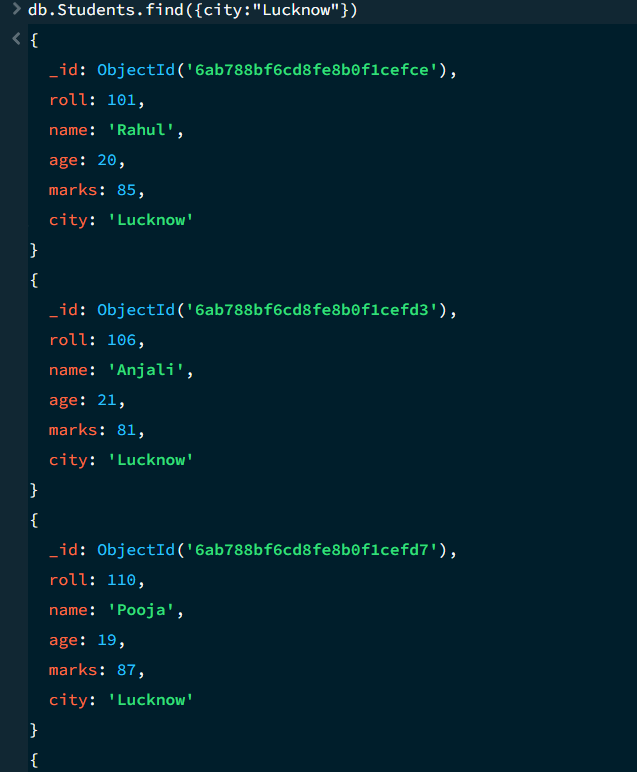 db.Students.find({city:"Lucknow"})
{
_id: ObjectId('6ab788bf6cd8fe8b0f1cefce'),
roll: 101,
name: 'Rahul',
age: 20,
marks: 85,
city: 'Lucknow'
}
{
_id: ObjectId('6ab788bf6cd8fe8b0f1cefd3'),
roll: 106,
name: 'Anjali',
age: 21,
marks: 81,
city: 'Lucknow'
}
{
_id: ObjectId('6ab788bf6cd8fe8b0f1cefd7'),
roll: 110,
name: 'Pooja',
age: 19,
marks: 87,
city: 'Lucknow'
}
{